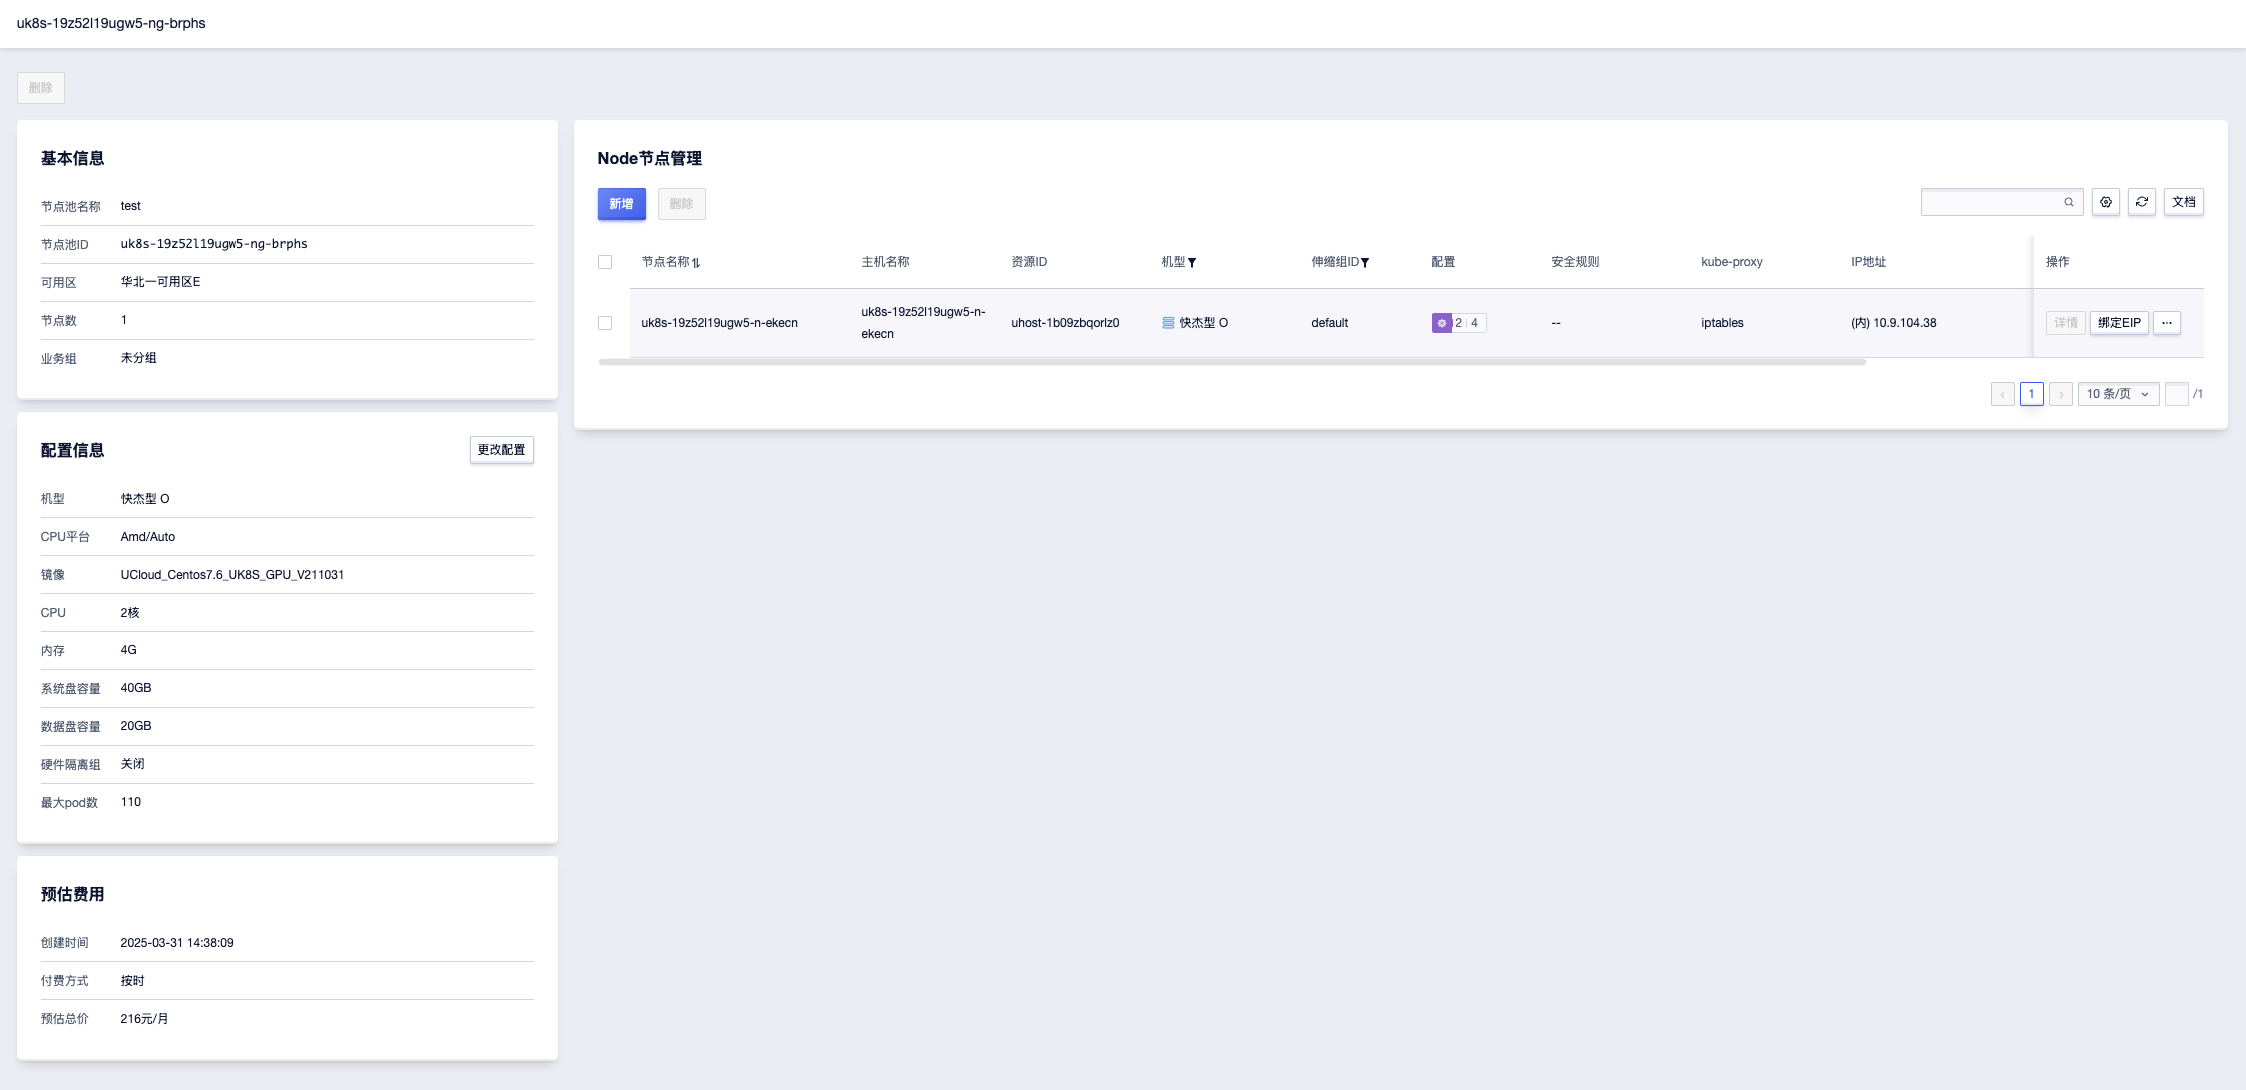 uk8s-19z52l19ugw5-ng-brphs
删除
基本信息
节点池名称 test
节点池ID uk8s-19z52l19ugw5-ng-brphs
可用区 华北一可用区E
节点数 1
业务组 未分组
配置信息 更改配置
机型 快杰型 O
CPU平台 Amd/Auto
镜像 UCloud_Centos7.6_UK8S_GPU_V211031
CPU 2核
内存 4G
系统盘容量 40GB
数据盘容量 20GB
硬件隔离组 关闭
最大pod数 110
预估费用
创建时间 2025-03-31 14:38:09
付费方式 按时
预估总价 216元/月
Node节点管理
新增 删除 文档
节点名称 主机名称 资源ID 机型 伸缩组ID 配置 安全规则 kube-proxy IP地址 操作
uk8s-19z52l19ugw5-n-ekecn uk8s-19z52l19ugw5-n-ekecn uhost-1b09zbqorlz0 快杰型 O default 2 4 -- iptables (内) 10.9.104.38 详情 绑定EIP ...
1 10 条/页 /1